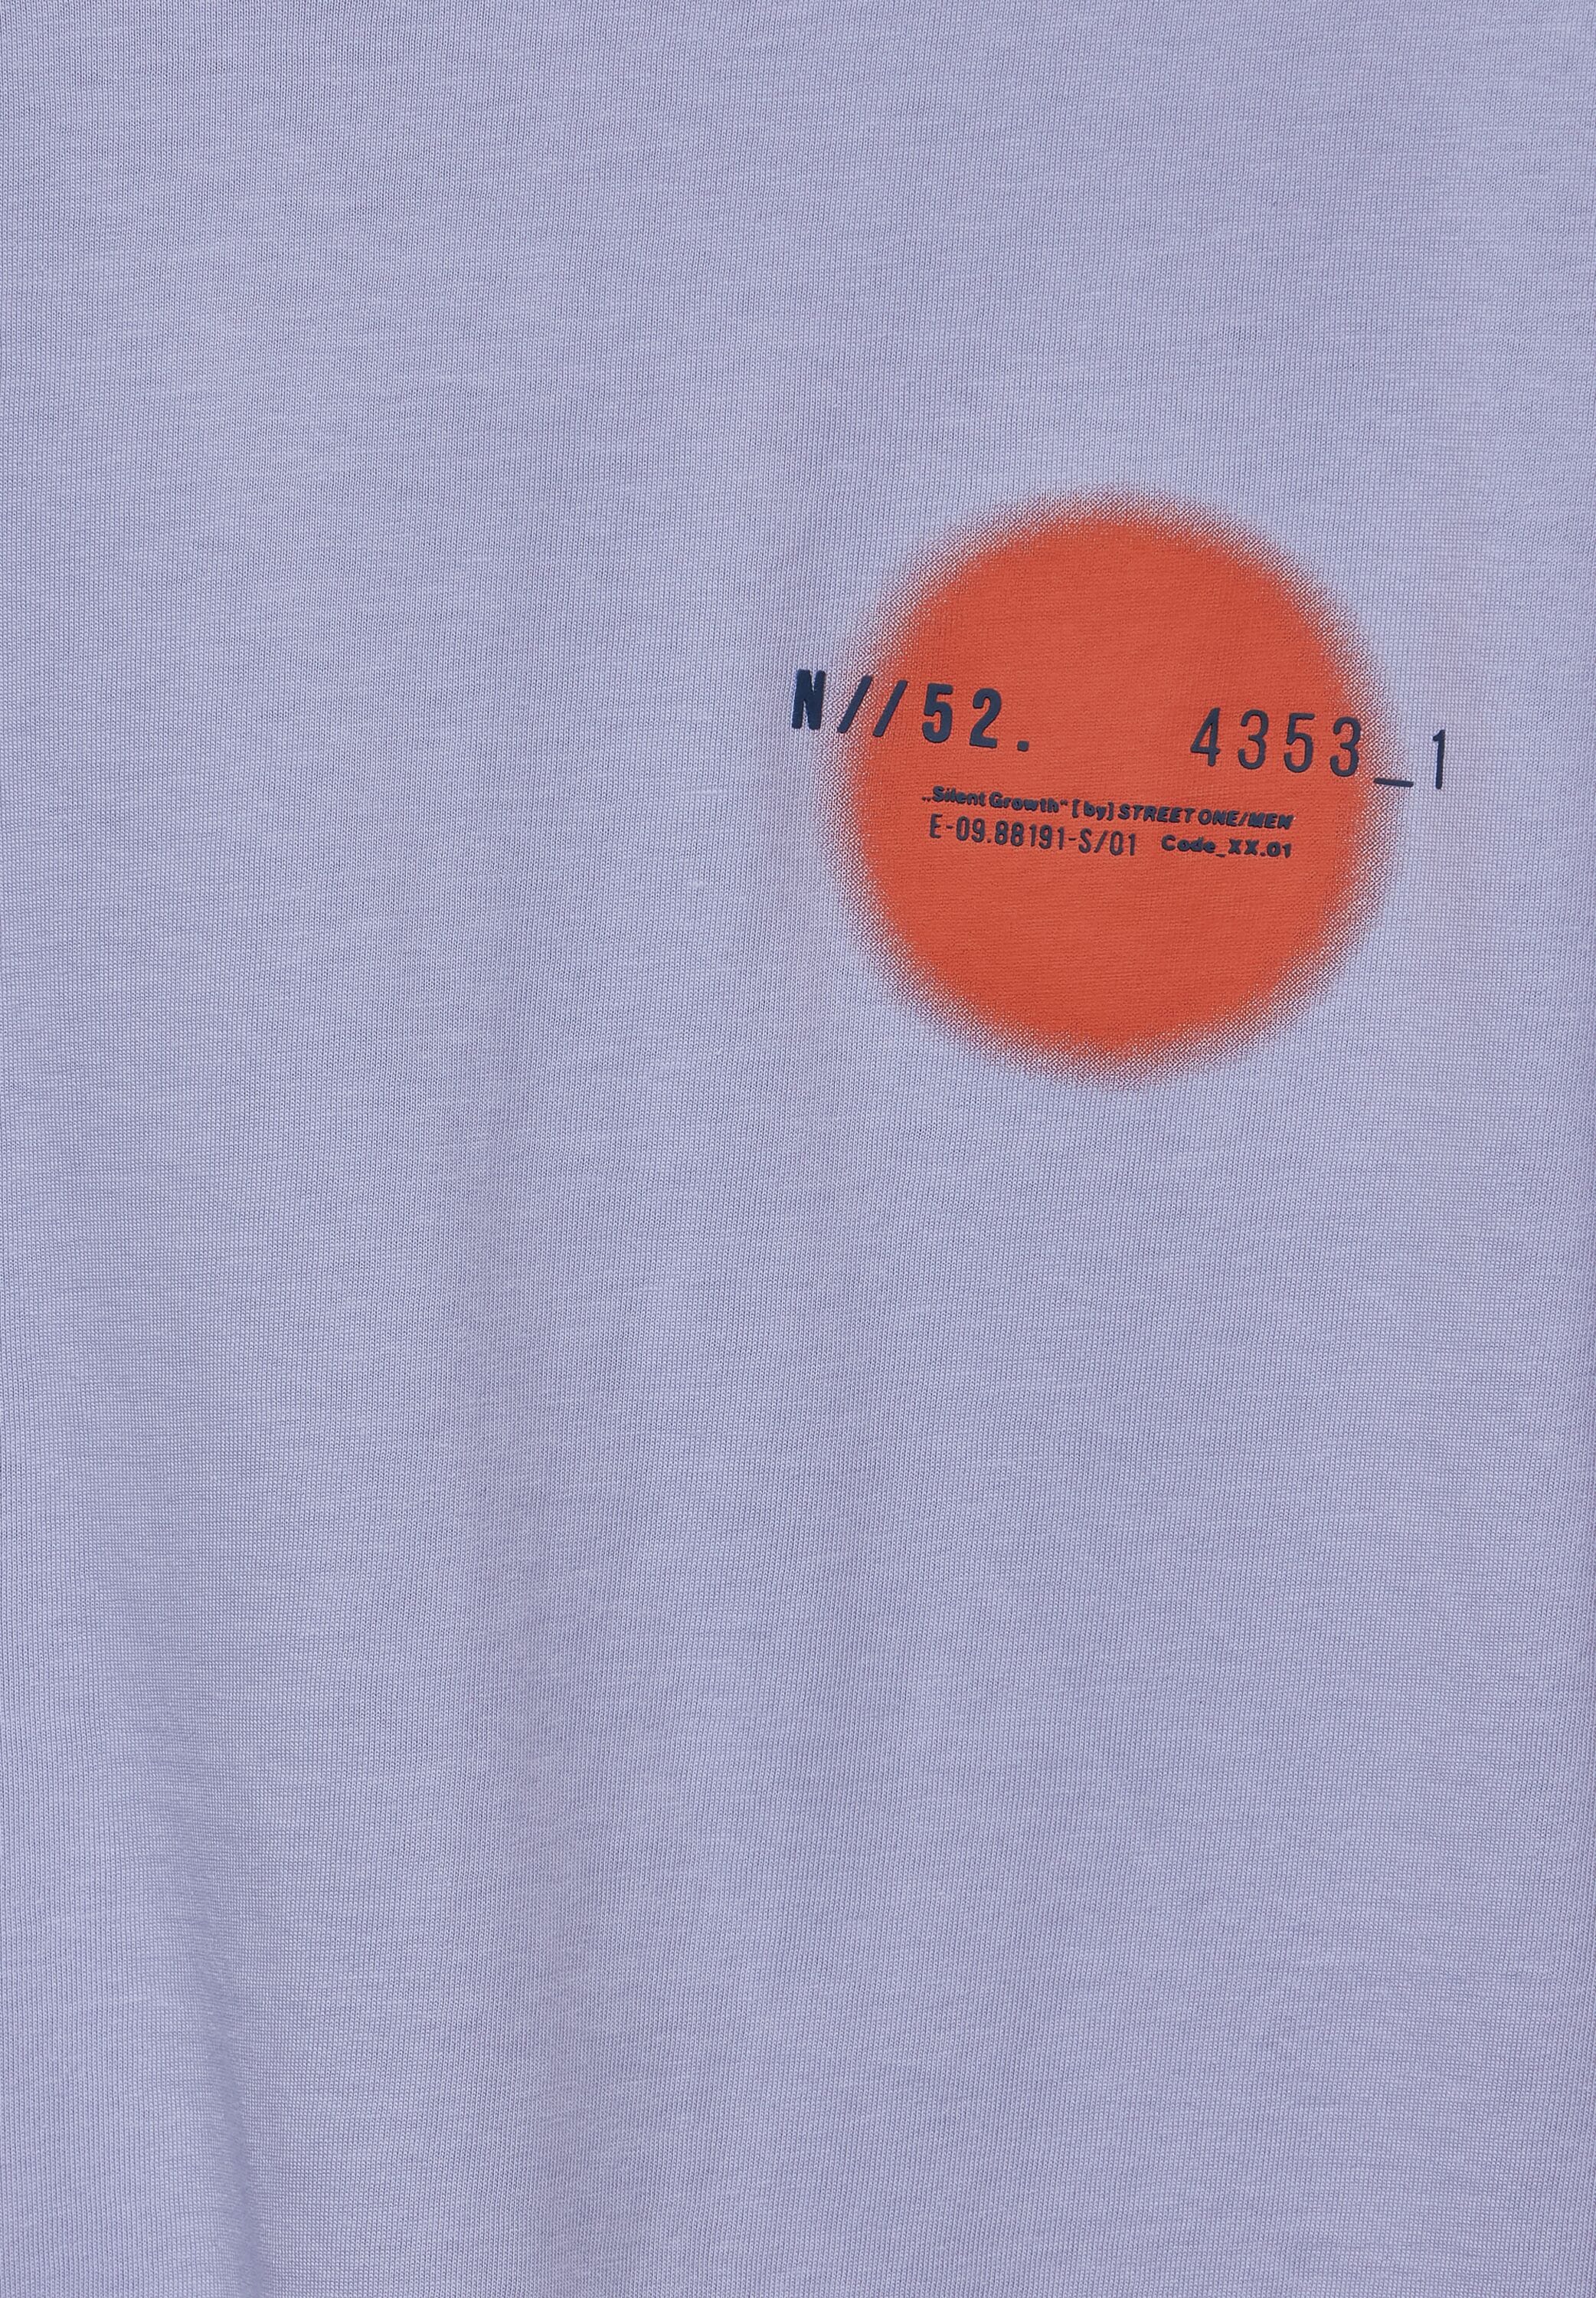 N//52. 4353_1
„Silent Growth“ [by] STREET ONE/MEN
E-09.88191-S/01 Code_XX.01